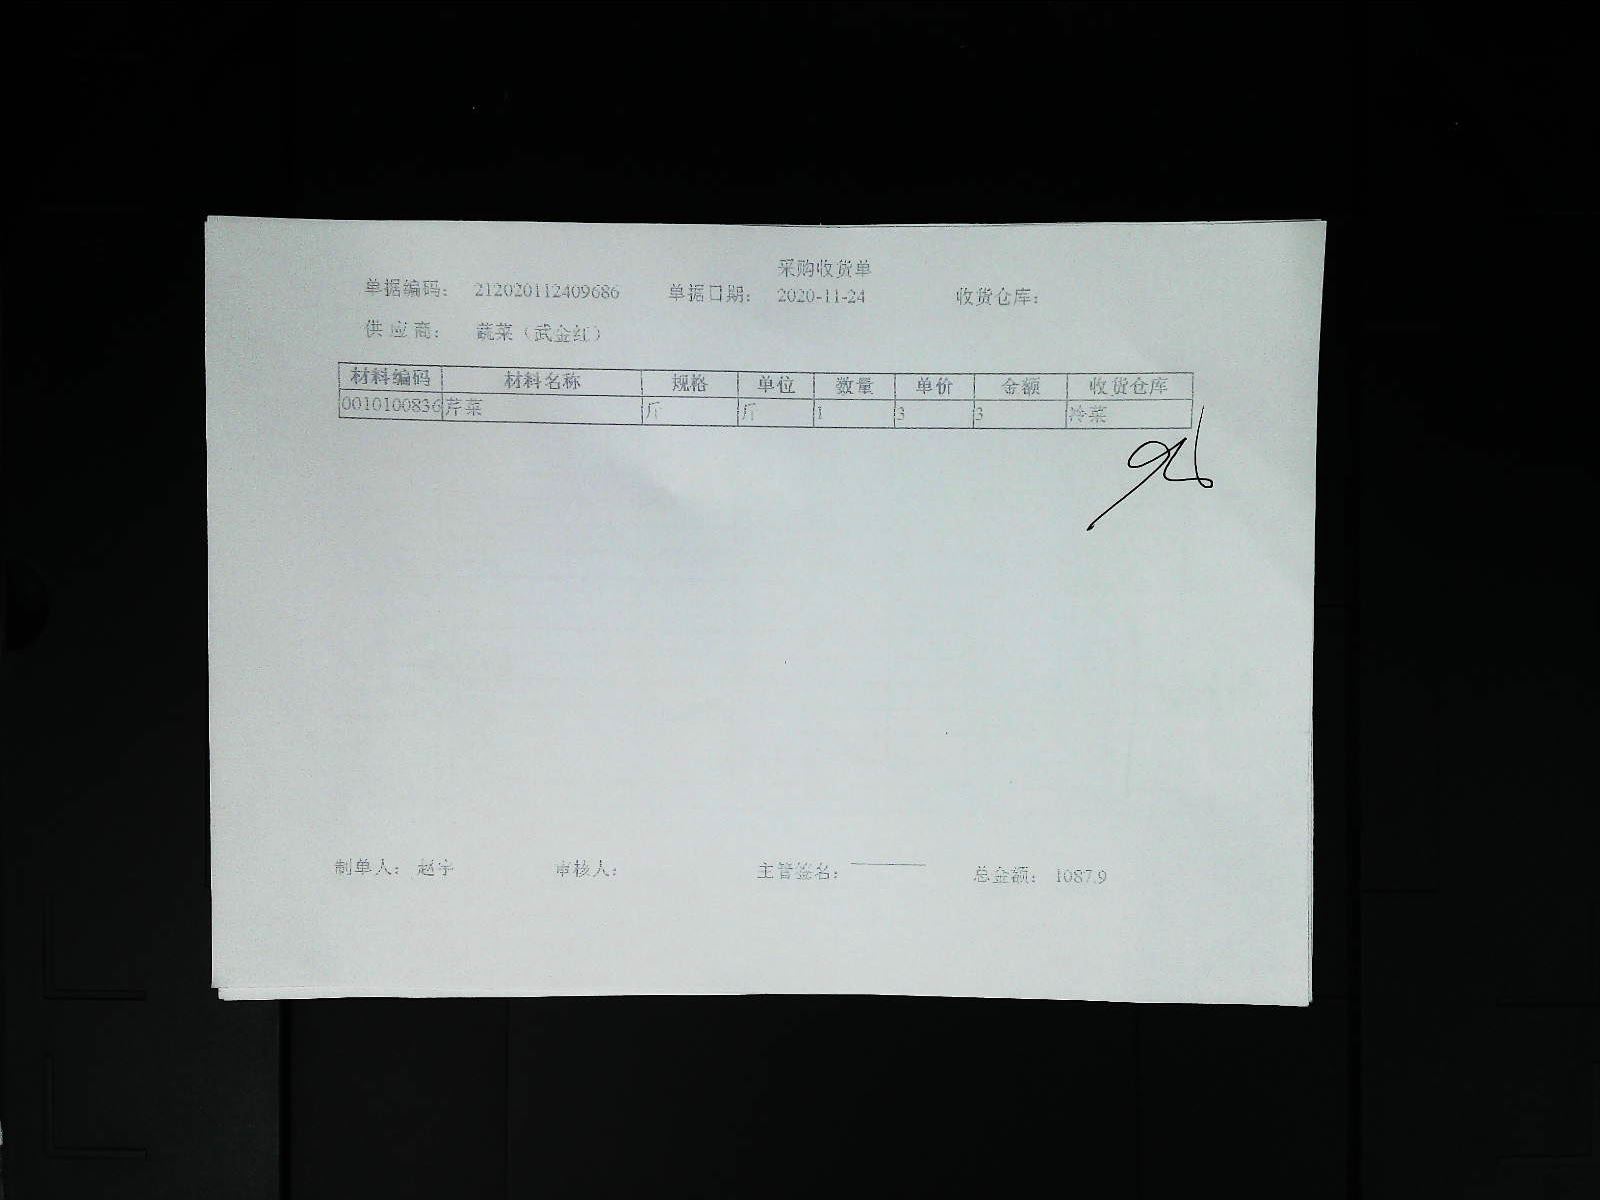 采购收货单
单据编码： 212020112409686 单据日期： 2020-11-24 收货仓库：
供 应 商： 蔬菜（武金红）
材料编码 材料名称 规格 单位 数量 单价 金额 收货仓库
0010100836 芹菜 斤 斤 1 3 3 冷菜
制单人： 赵宇 审核人： 主管签名： 总金额： 1087.9